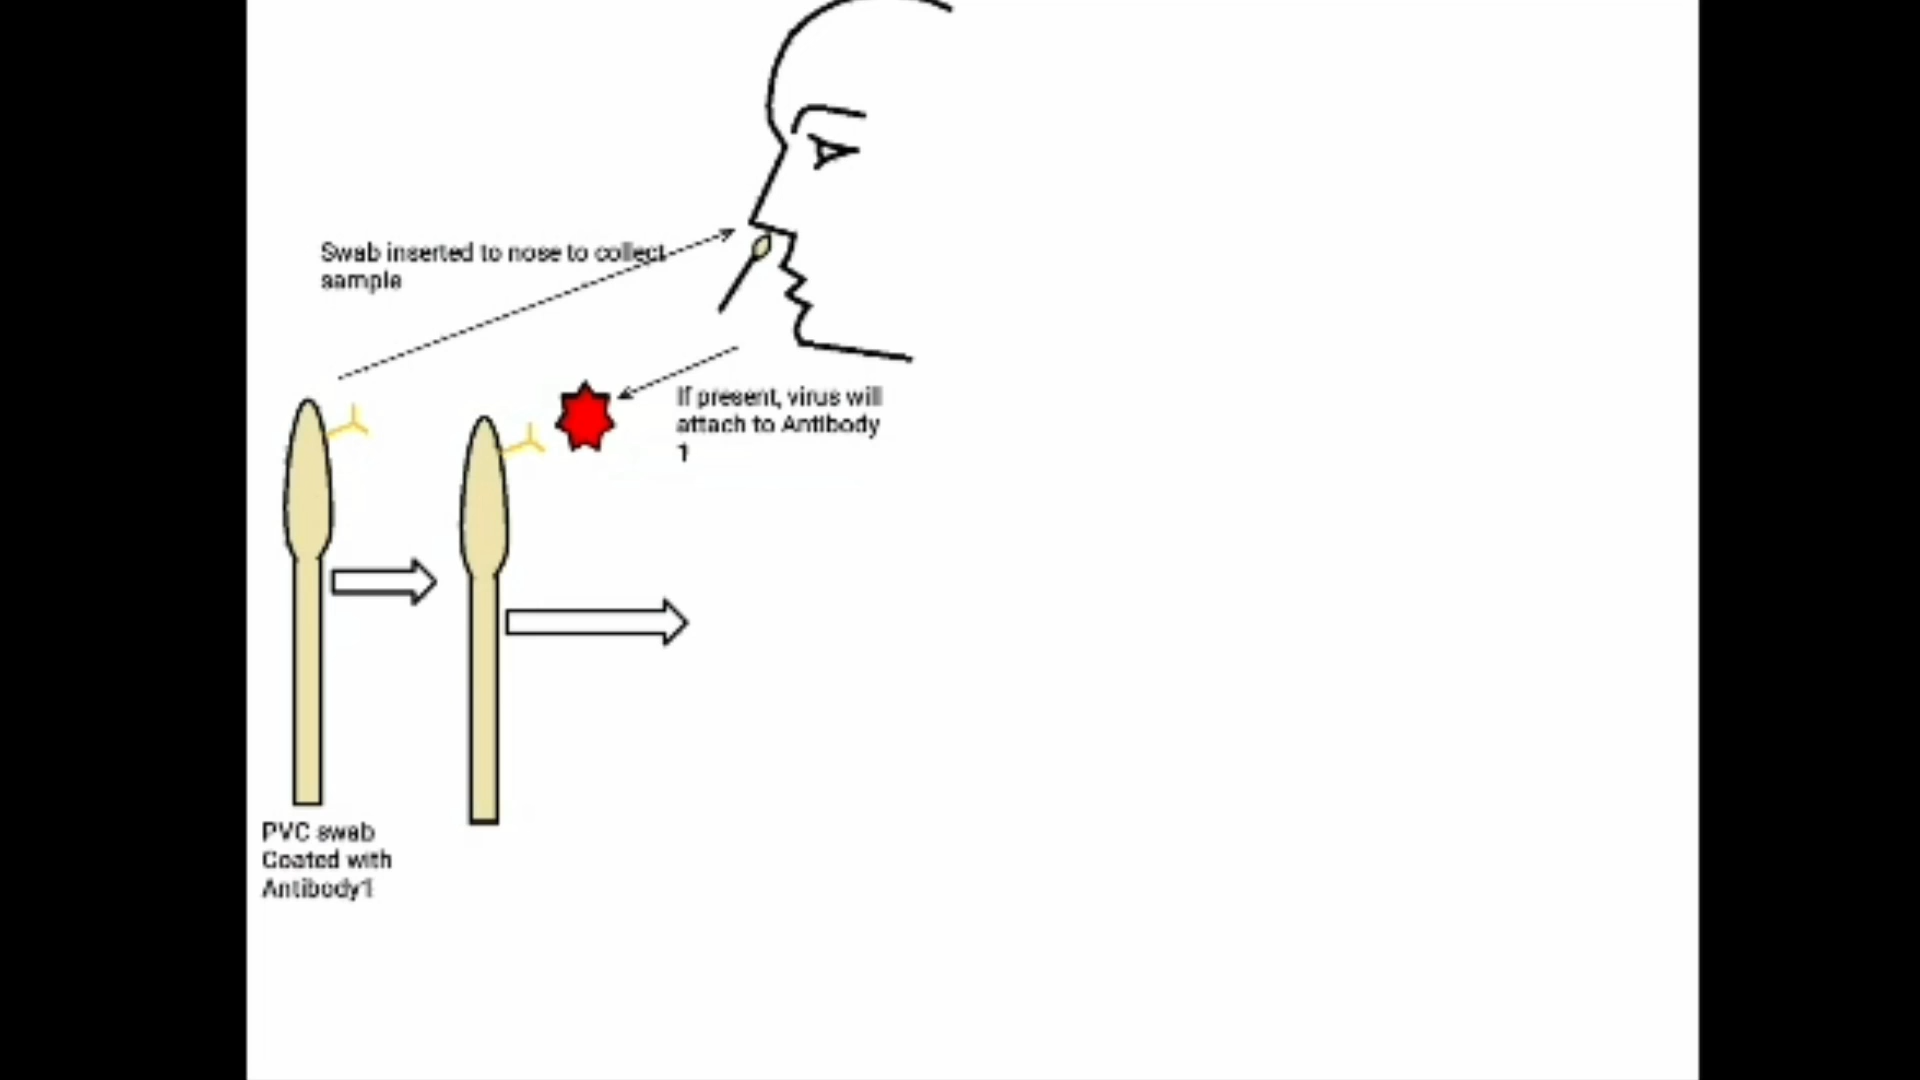 Swab inserted to nose to collect
sample
If present, virus will
attach to Antibody
1
PVC swab
Coated with
Antibody1